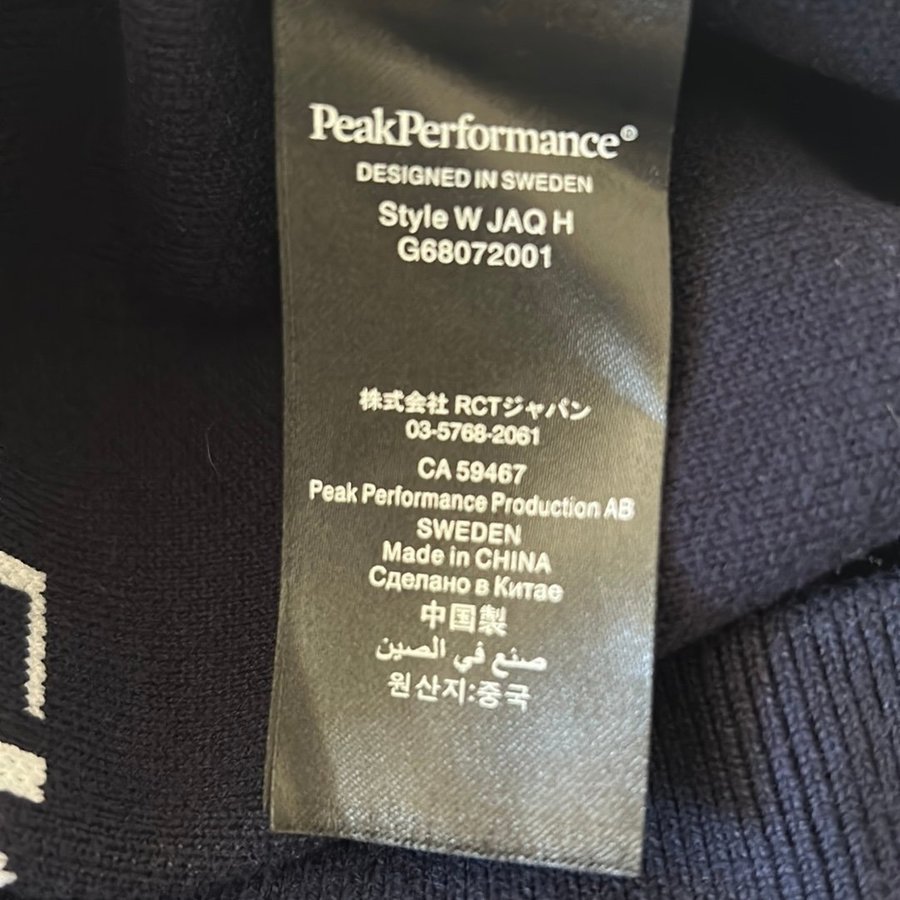 PeakPerformance®
DESIGNED IN SWEDEN
Style W JAQ H
G68072001
株式会社 RCTジャパン
03-5768-2061
CA 59467
Peak Performance Production AB
SWEDEN
Made in CHINA
Сделано в Китае
中国製
صنع في الصين
원산지:중국